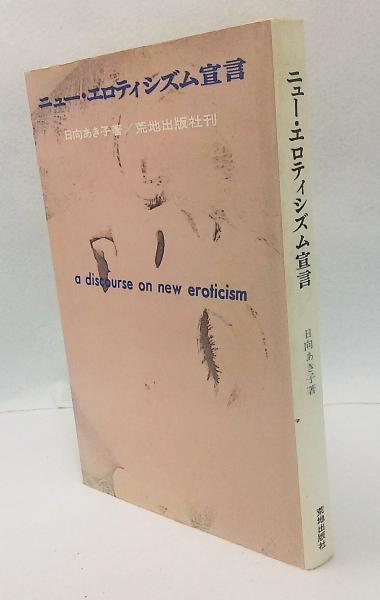 ニュー・エロティシズム宣言
日向あき子著/荒地出版社刊
a discourse on new eroticism
ニュー・エロティシズム宣言
日向あき子著
荒地出版社